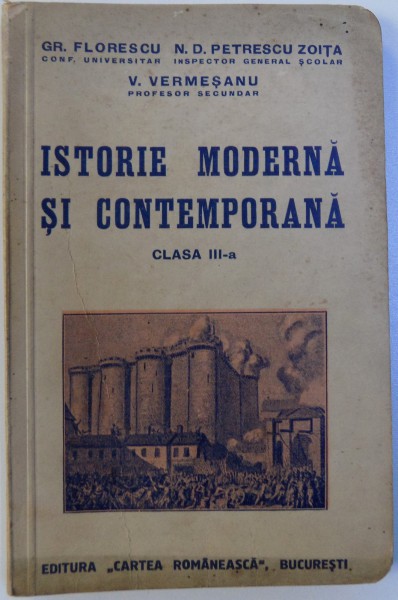 GR. FLORESCU N. D. PETRESCU ZOIȚA
CONF. UNIVERSITAR INSPECTOR GENERAL ȘCOLAR
V. VERMEȘANU
PROFESOR SECUNDAR
ISTORIE MODERNĂ
ȘI CONTEMPORANĂ
CLASA III-a
EDITURA „CARTEA ROMÂNEASCĂ”, BUCUREȘTI